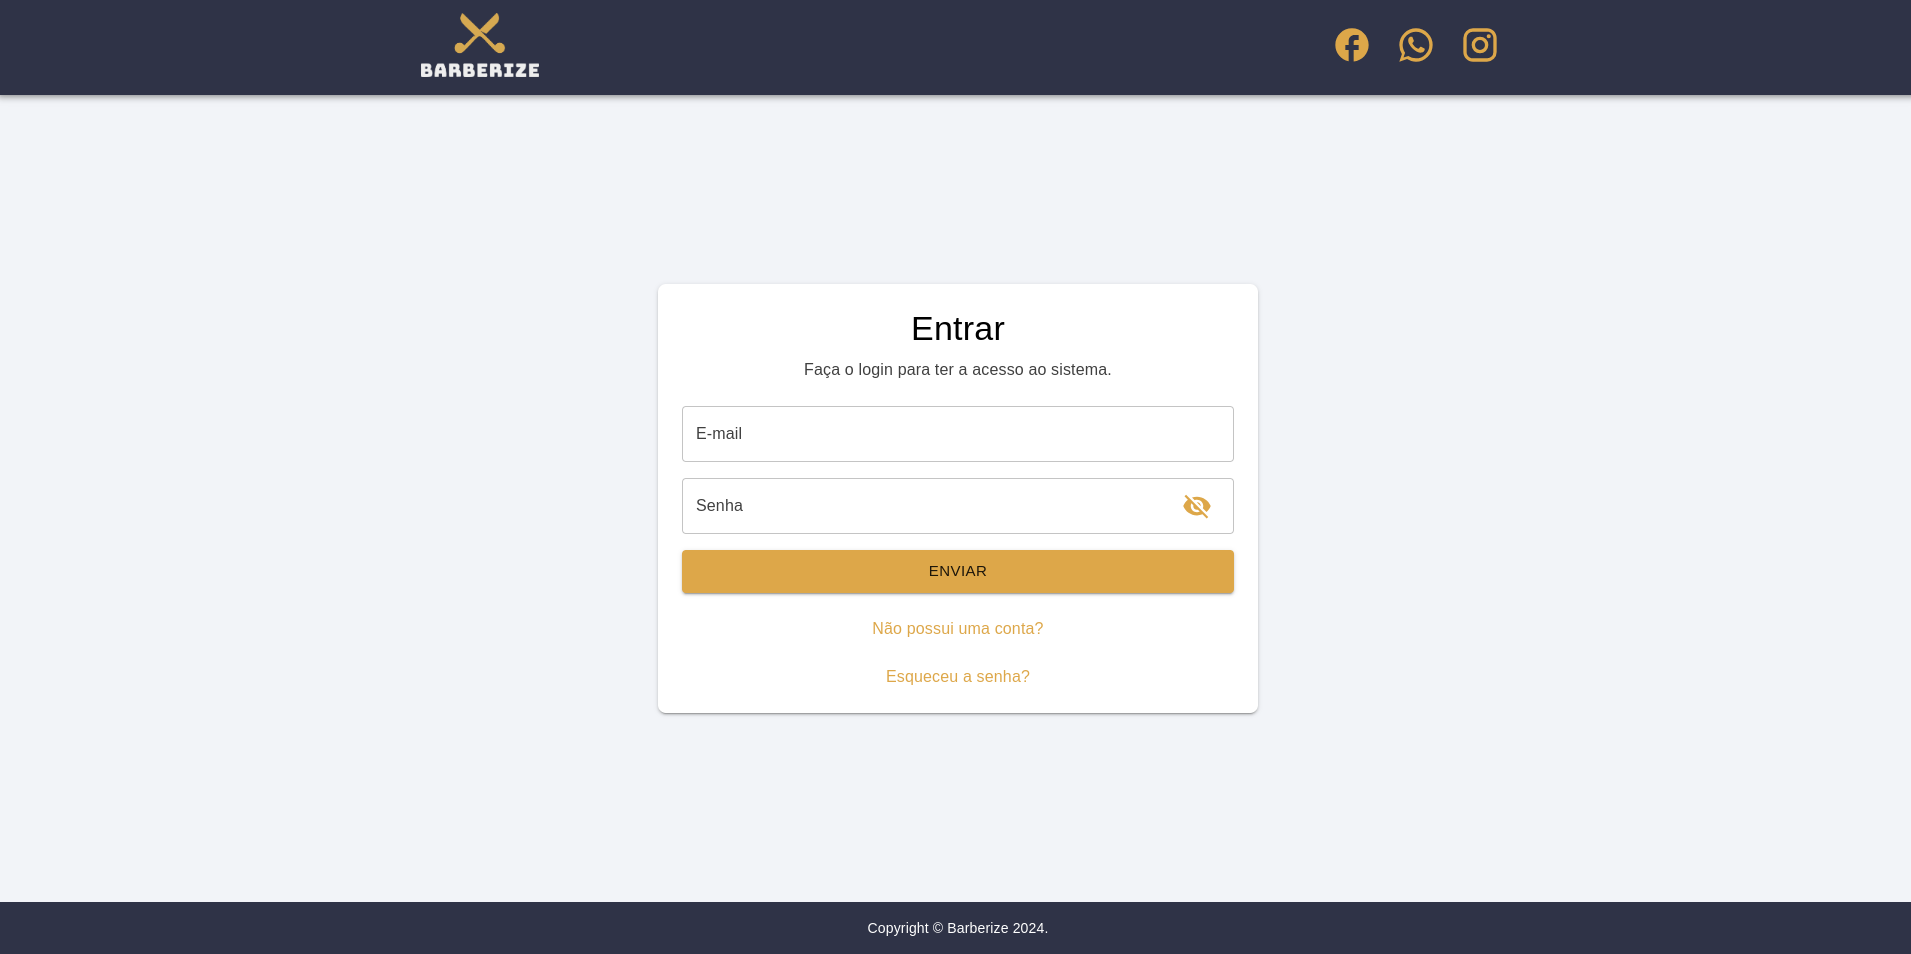 BARBERIZE
Entrar
Faça o login para ter a acesso ao sistema.
E-mail
Senha
ENVIAR
Não possui uma conta?
Esqueceu a senha?
Copyright © Barberize 2024.